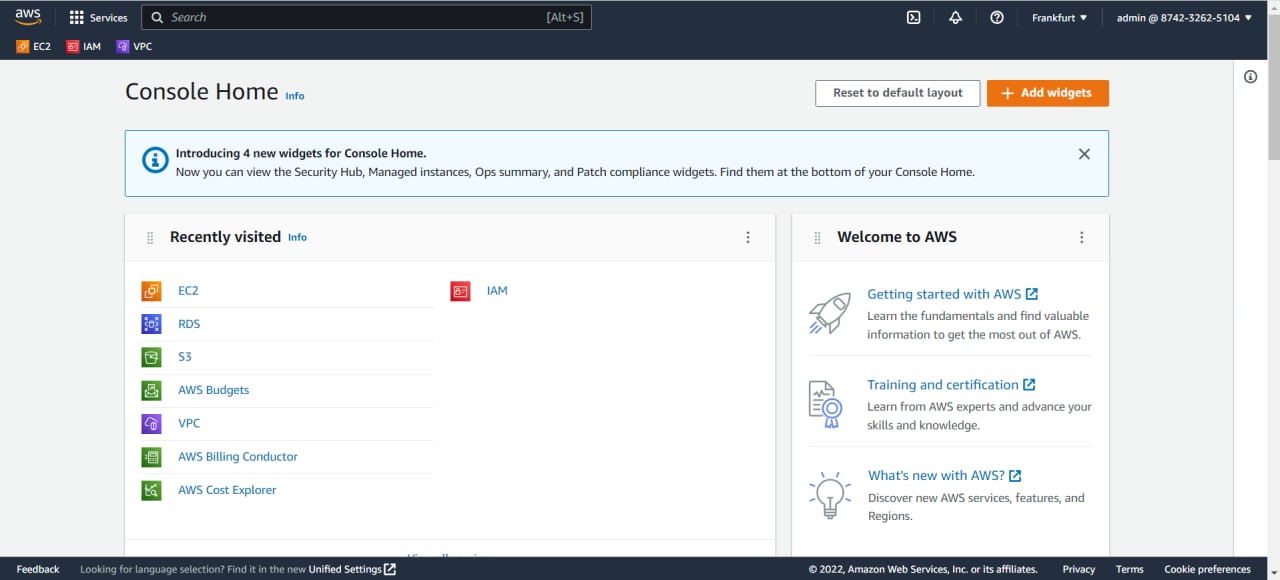 aws
Services
Search
[Alt+S]
Frankfurt
admin @ 8742-3262-5104
EC2
IAM
VPC
Console Home
Info
Reset to default layout
Add widgets
Introducing 4 new widgets for Console Home.
Now you can view the Security Hub, Managed instances, Ops summary, and Patch compliance widgets. Find them at the bottom of your Console Home.
Recently visited
Info
EC2
RDS
S3
AWS Budgets
VPC
AWS Billing Conductor
AWS Cost Explorer
IAM
Welcome to AWS
Getting started with AWS
Learn the fundamentals and find valuable
information to get the most out of AWS.
Training and certification
Learn from AWS experts and advance your
skills and knowledge.
What's new with AWS?
Discover new AWS services, features, and
Regions.
Feedback
Looking for language selection? Find it in the new Unified Settings
© 2022, Amazon Web Services, Inc. or its affiliates.
Privacy
Terms
Cookie preferences